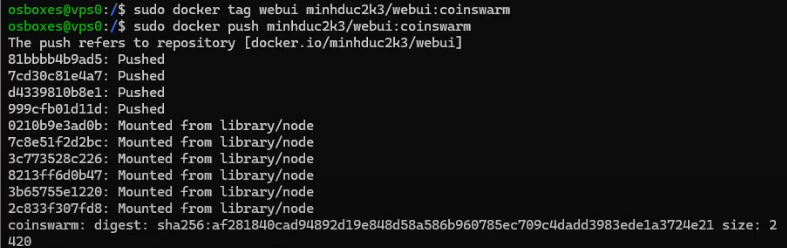 osboxes@vps0:/$ sudo docker tag webui minhduc2k3/webui:coinswarm
osboxes@vps0:/$ sudo docker push minhduc2k3/webui:coinswarm
The push refers to repository [docker.io/minhduc2k3/webui]
81bbbb4b9ad5: Pushed
7cd30c81e4a7: Pushed
d4339810b8e1: Pushed
999cfb01d11d: Pushed
0210b9e3ad0b: Mounted from library/node
7c8e51f2d2bc: Mounted from library/node
3c773528c226: Mounted from library/node
8213ff6d0b47: Mounted from library/node
3b65755e1220: Mounted from library/node
2c833f307fd8: Mounted from library/node
coinswarm: digest: sha256:af281840cad94892d19e848d58a586b960785ec709c4dadd3983ede1a3724e21 size: 2
420